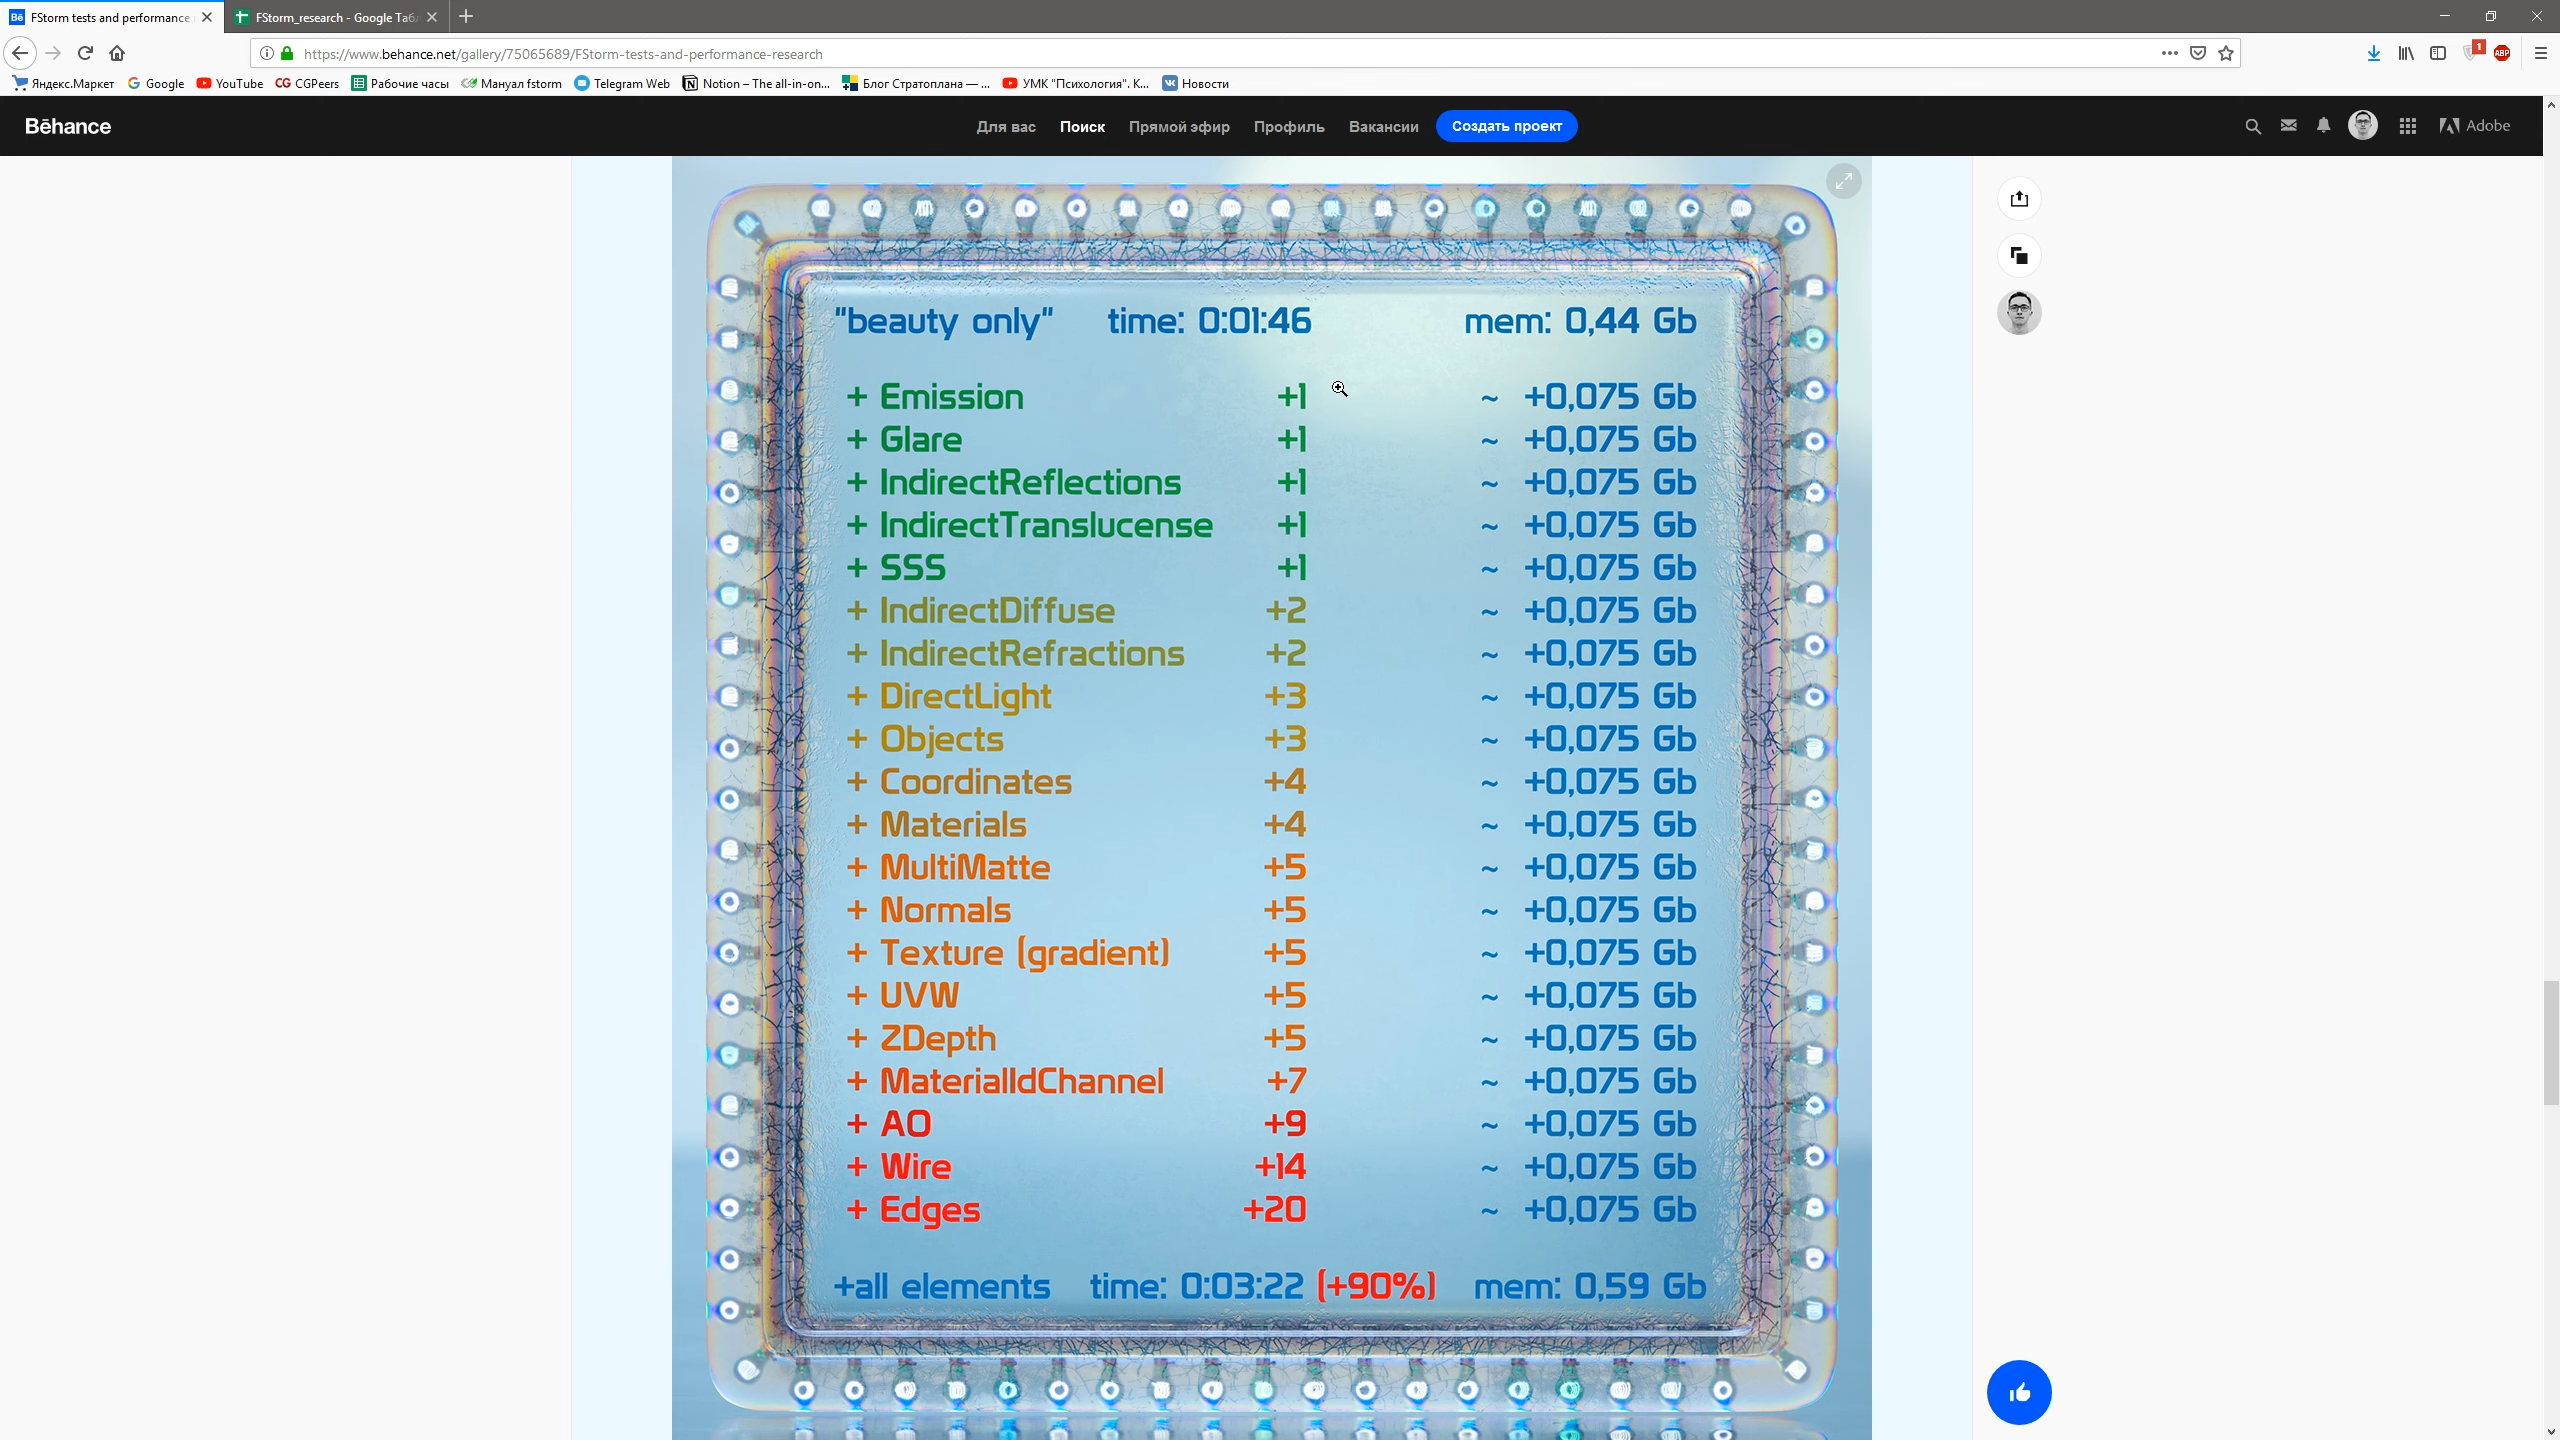 FStorm tests and performance
FStorm_research - Google Таб
https://www.behance.net/gallery/75065689/FStorm-tests-and-performance-research
1
ABP
Яндекс.Маркет
Google
YouTube
CG CGPeers
Рабочие часы
Мануал fstorm
Telegram Web
Notion – The all-in-on...
Блог Стратоплана — ...
УМК "Психология". К...
Новости
Bēhance
Для вас
Поиск
Прямой эфир
Профиль
Вакансии
Создать проект
Adobe
"beauty only" time: 0:01:46 mem: 0,44 Gb
+ Emission +1 ~ +0,075 Gb
+ Glare +1 ~ +0,075 Gb
+ IndirectReflections +1 ~ +0,075 Gb
+ IndirectTranslucense +1 ~ +0,075 Gb
+ SSS +1 ~ +0,075 Gb
+ IndirectDiffuse +2 ~ +0,075 Gb
+ IndirectRefractions +2 ~ +0,075 Gb
+ DirectLight +3 ~ +0,075 Gb
+ Objects +3 ~ +0,075 Gb
+ Coordinates +4 ~ +0,075 Gb
+ Materials +4 ~ +0,075 Gb
+ MultiMatte +5 ~ +0,075 Gb
+ Normals +5 ~ +0,075 Gb
+ Texture (gradient) +5 ~ +0,075 Gb
+ UVW +5 ~ +0,075 Gb
+ ZDepth +5 ~ +0,075 Gb
+ MaterialIdChannel +7 ~ +0,075 Gb
+ AO +9 ~ +0,075 Gb
+ Wire +14 ~ +0,075 Gb
+ Edges +20 ~ +0,075 Gb
+all elements time: 0:03:22 (+90%) mem: 0,59 Gb